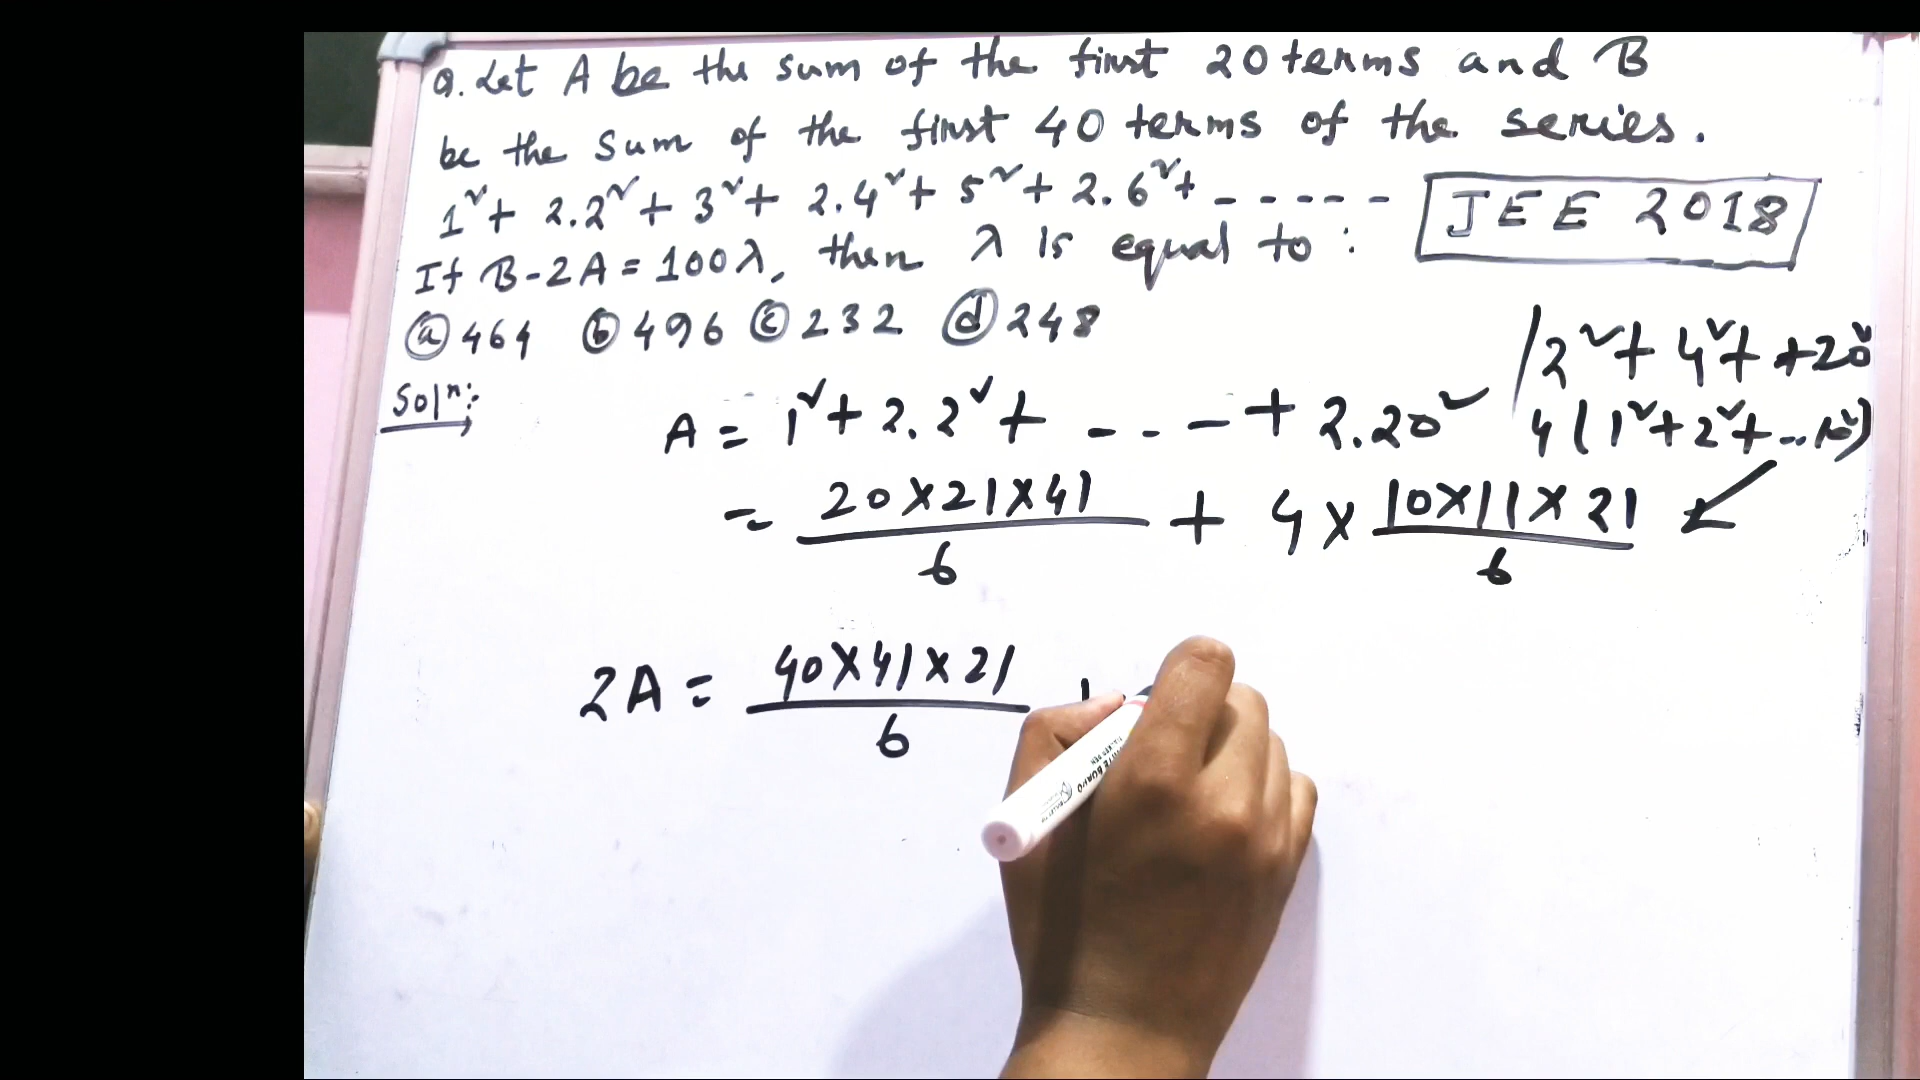 Q. Let A be the sum of the first 20 terms and B
be the sum of the first 40 terms of the series.
1² + 2.2² + 3² + 2.4² + 5² + 2.6² + - - - - -
JEE 2018
If B-2A = 100λ, then λ is equal to :
ⓐ 464 ⓑ 496 ⓒ 232 ⓓ 248
Solⁿ:
2² + 4² + +20²
A = 1² + 2.2² + - - - + 2.20²
4(1² + 2² + ..10²)
= 20×21×41/6 + 4 × 10×11×21/6
2A = 40×41×21/6 +